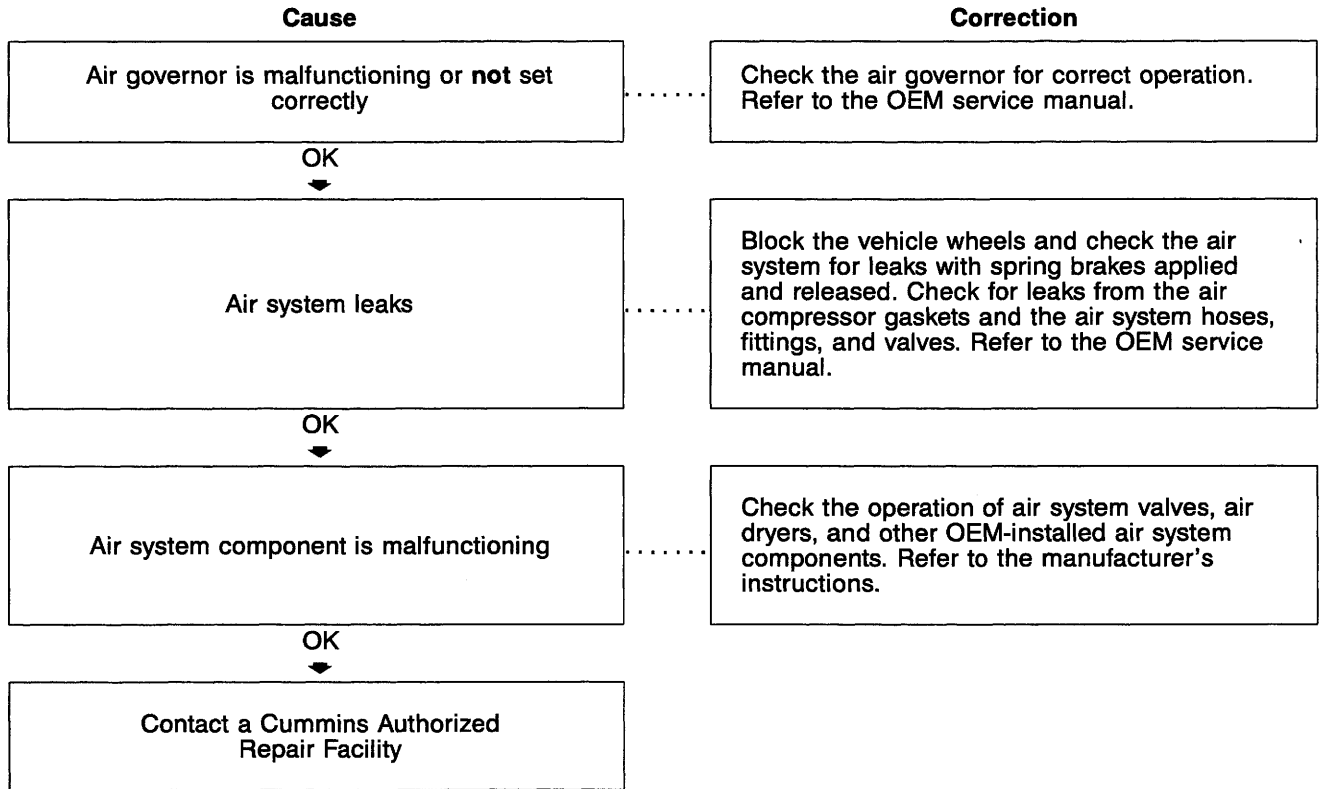 Cause
Correction
Air governor is malfunctioning or not set
correctly
Check the air governor for correct operation.
Refer to the OEM service manual.
OK
Air system leaks
Block the vehicle wheels and check the air
system for leaks with spring brakes applied
and released. Check for leaks from the air
compressor gaskets and the air system hoses,
fittings, and valves. Refer to the OEM service
manual.
OK
Air system component is malfunctioning
Check the operation of air system valves, air
dryers, and other OEM-installed air system
components. Refer to the manufacturer's
instructions.
OK
Contact a Cummins Authorized
Repair Facility